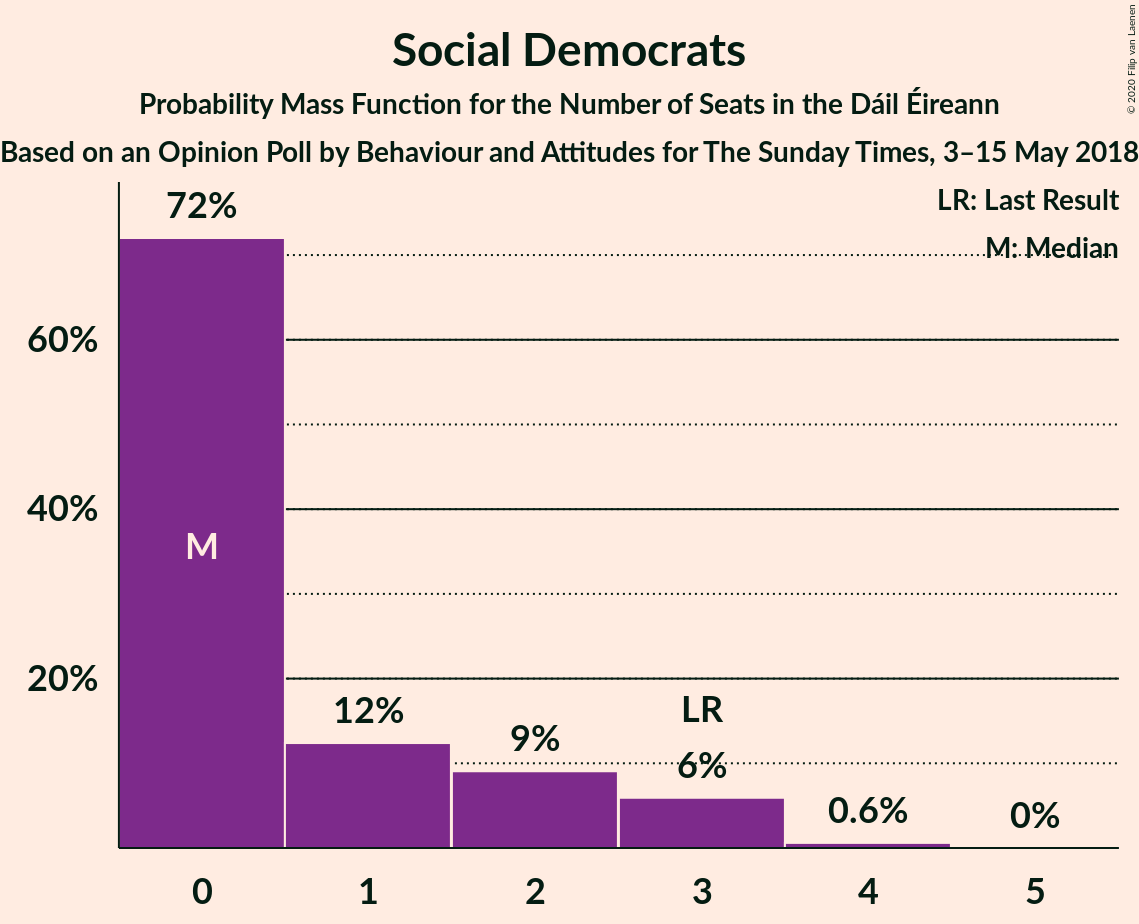 Social Democrats
Probability Mass Function for the Number of Seats in the Dáil Éireann
Based on an Opinion Poll by Behaviour and Attitudes for The Sunday Times, 3–15 May 2018
© 2020 Filip van Laenen
LR: Last Result
M: Median
72%
60%
40%
20%
M
12%
9%
LR
6%
0.6%
0%
0 1 2 3 4 5